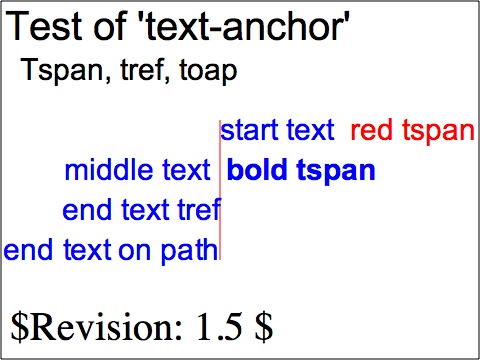 Test of 'text-anchor'
Tspan, tref, toap
start text red tspan
middle text bold tspan
end text tref
end text on path
$Revision: 1.5 $